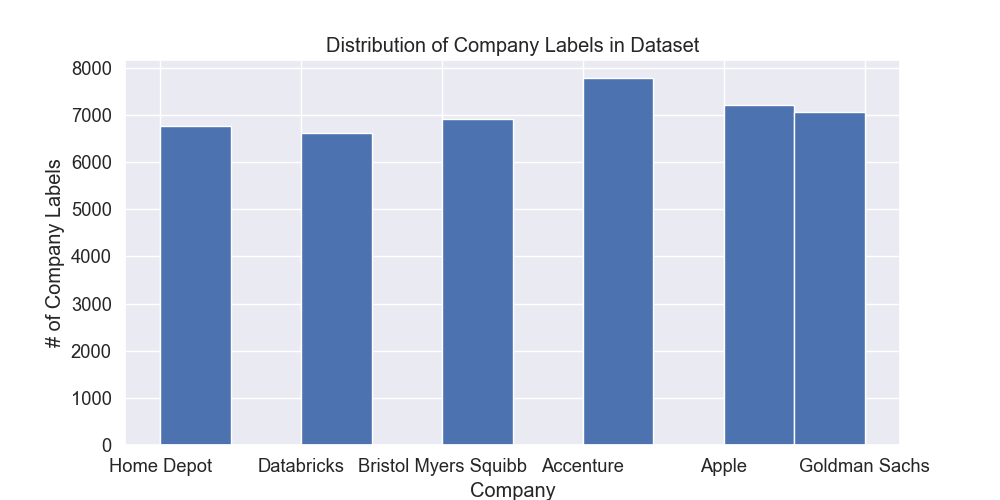 Distribution of Company Labels in Dataset
8000
7000
6000
5000
4000
3000
2000
1000
0
# of Company Labels
Home Depot Databricks Bristol Myers Squibb Accenture Apple Goldman Sachs
Company